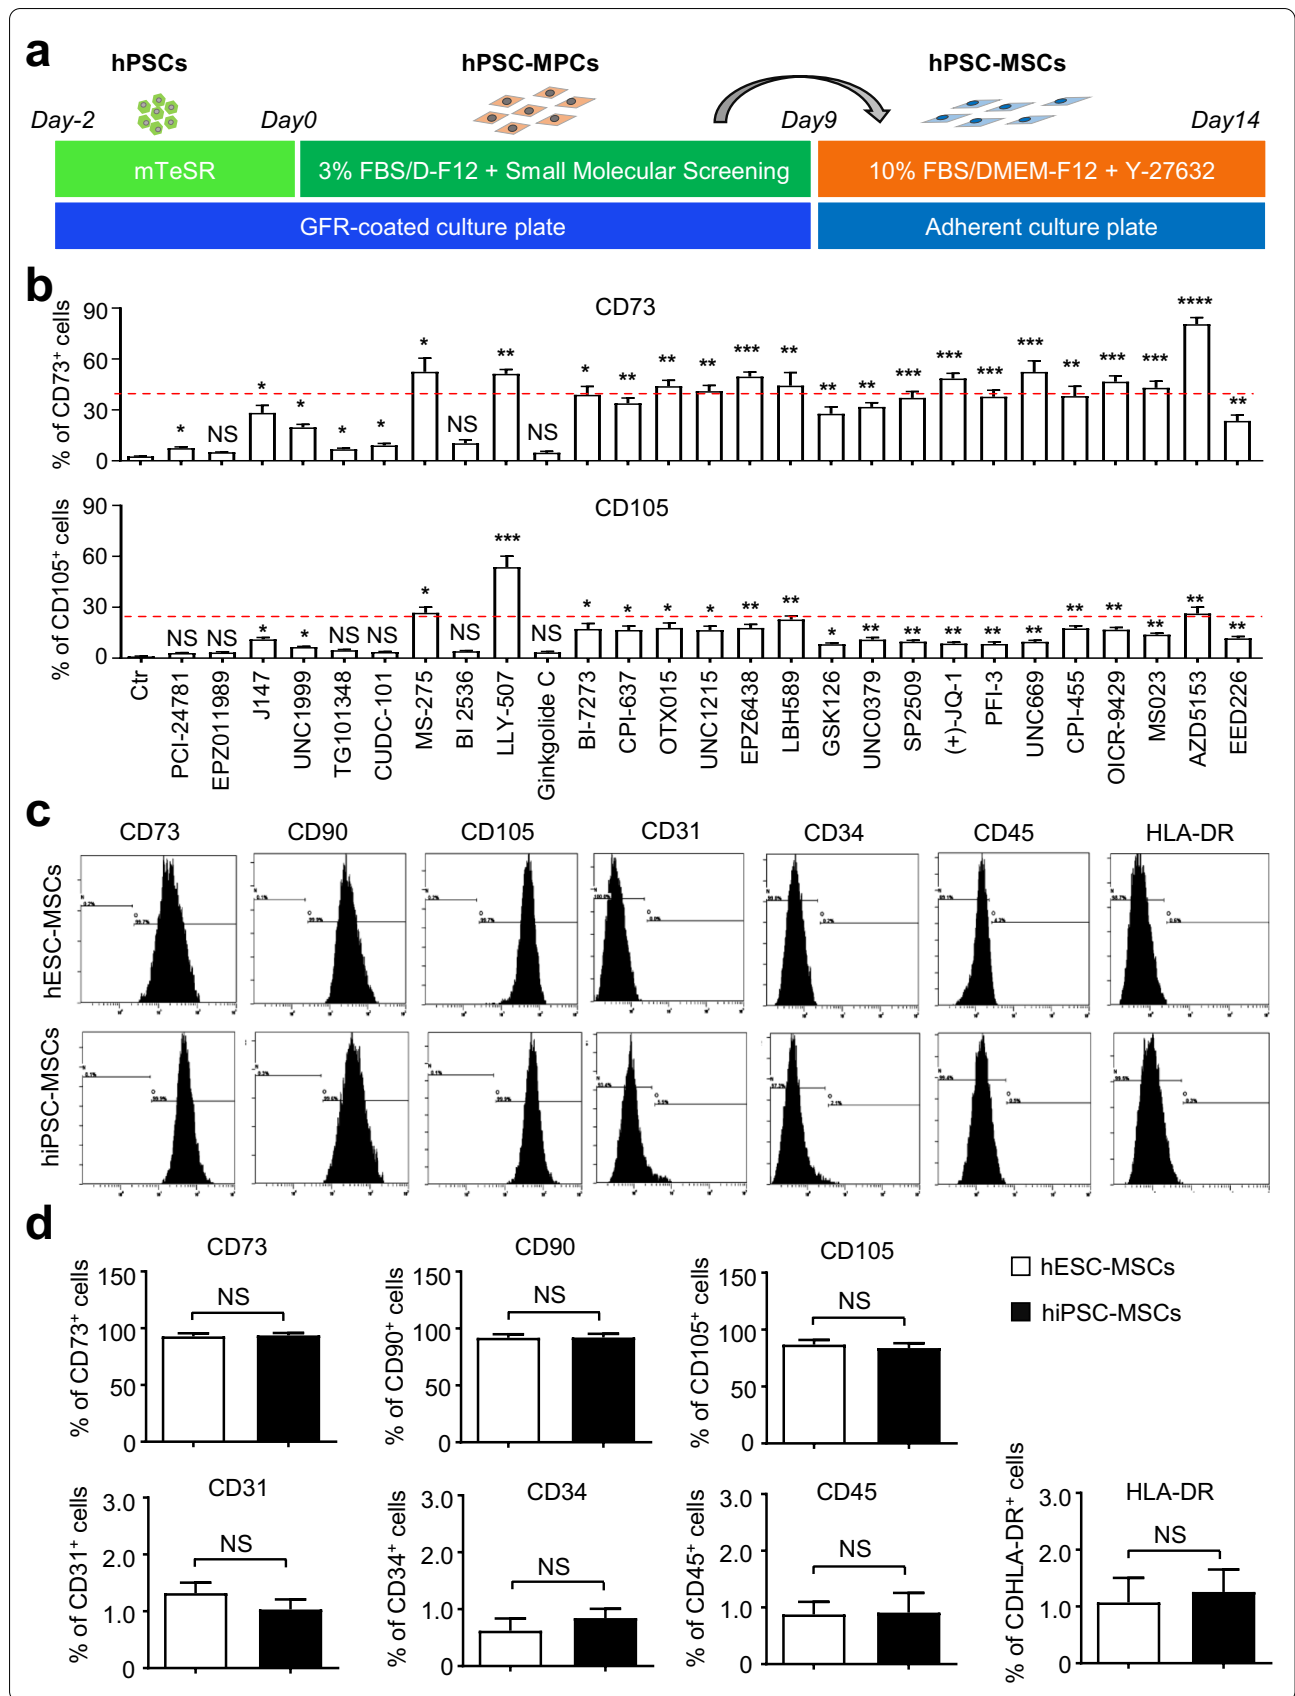 a
hPSCs hPSC-MPCs hPSC-MSCs
Day-2 Day0 Day9 Day14
mTeSR 3% FBS/D-F12 + Small Molecular Screening 10% FBS/DMEM-F12 + Y-27632
GFR-coated culture plate Adherent culture plate
b
CD73
% of CD73⁺ cells
90
60
30
0
* NS * * * * * NS ** NS * ** ** ** *** ** ** ** *** *** *** *** ** *** *** **** **
CD105
% of CD105⁺ cells
90
60
30
0
NS NS * * NS NS * NS *** NS * * * * ** ** * ** ** ** ** ** ** ** ** ** **
Ctr
PCI-24781
EPZ011989
J147
UNC1999
TG101348
CUDC-101
MS-275
BI 2536
LLY-507
Ginkgolide C
BI-7273
CPI-637
OTX015
UNC1215
EPZ6438
LBH589
GSK126
UNC0379
SP2509
(+)-JQ-1
PFI-3
UNC669
CPI-455
OICR-9429
MS023
AZD5153
EED226
c
CD73 CD90 CD105 CD31 CD34 CD45 HLA-DR
hESC-MSCs
hiPSC-MSCs
d
CD73 CD90 CD105
hESC-MSCs
hiPSC-MSCs
% of CD73⁺ cells
150
100
50
0
NS
% of CD90⁺ cells
150
100
50
0
NS
% of CD105⁺ cells
150
100
50
0
NS
CD31 CD34 CD45 HLA-DR
% of CD31⁺ cells
3.0
2.0
1.0
0
NS
% of CD34⁺ cells
3.0
2.0
1.0
0
NS
% of CD45⁺ cells
3.0
2.0
1.0
0
NS
% of CDHLA-DR⁺ cells
3.0
2.0
1.0
0
NS